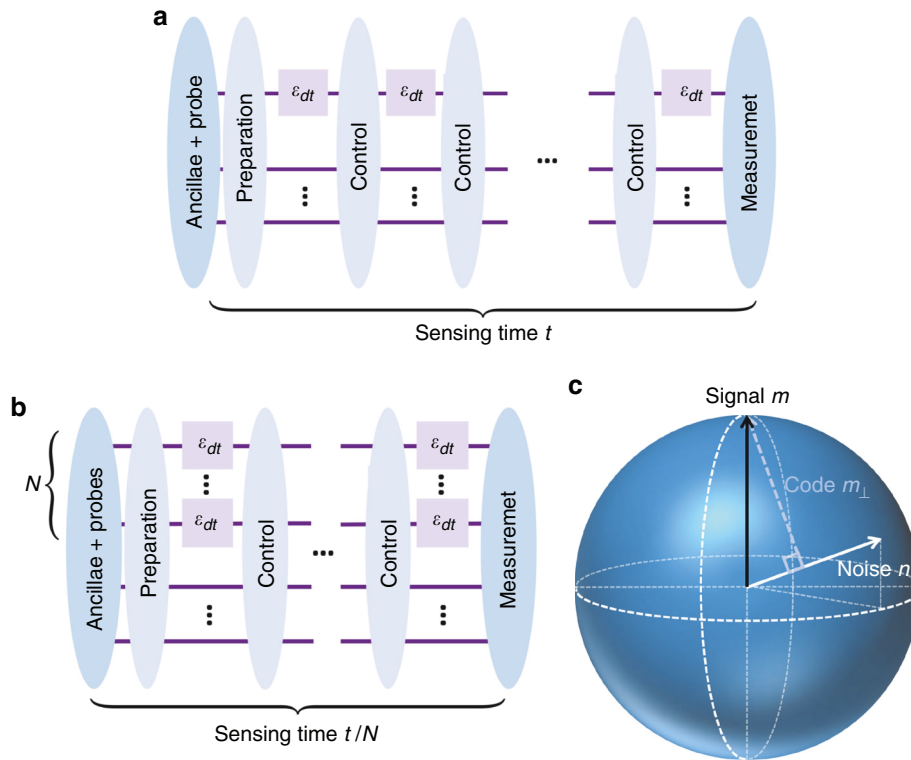 a
Ancillae + probe
Preparation
ε_dt
Control
ε_dt
Control
...
Control
ε_dt
Measuremet
...
...
...
Sensing time t
b
N
Ancillae + probes
Preparation
ε_dt
...
ε_dt
...
Control
...
Control
ε_dt
...
ε_dt
...
Measuremet
Sensing time t/N
c
Signal m
Code m⊥
Noise n